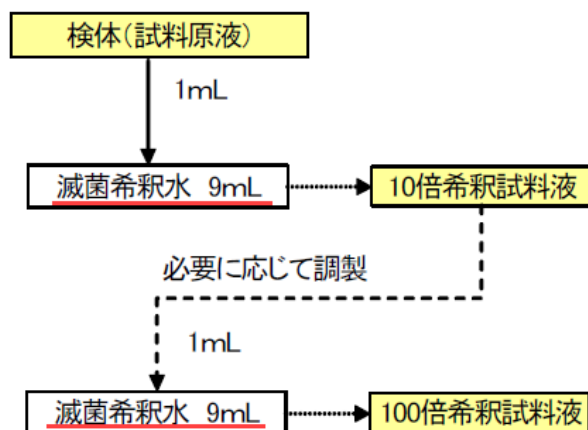 検体(試料原液)
1mL
滅菌希釈水 9mL
10倍希釈試料液
必要に応じて調製
1mL
滅菌希釈水 9mL
100倍希釈試料液